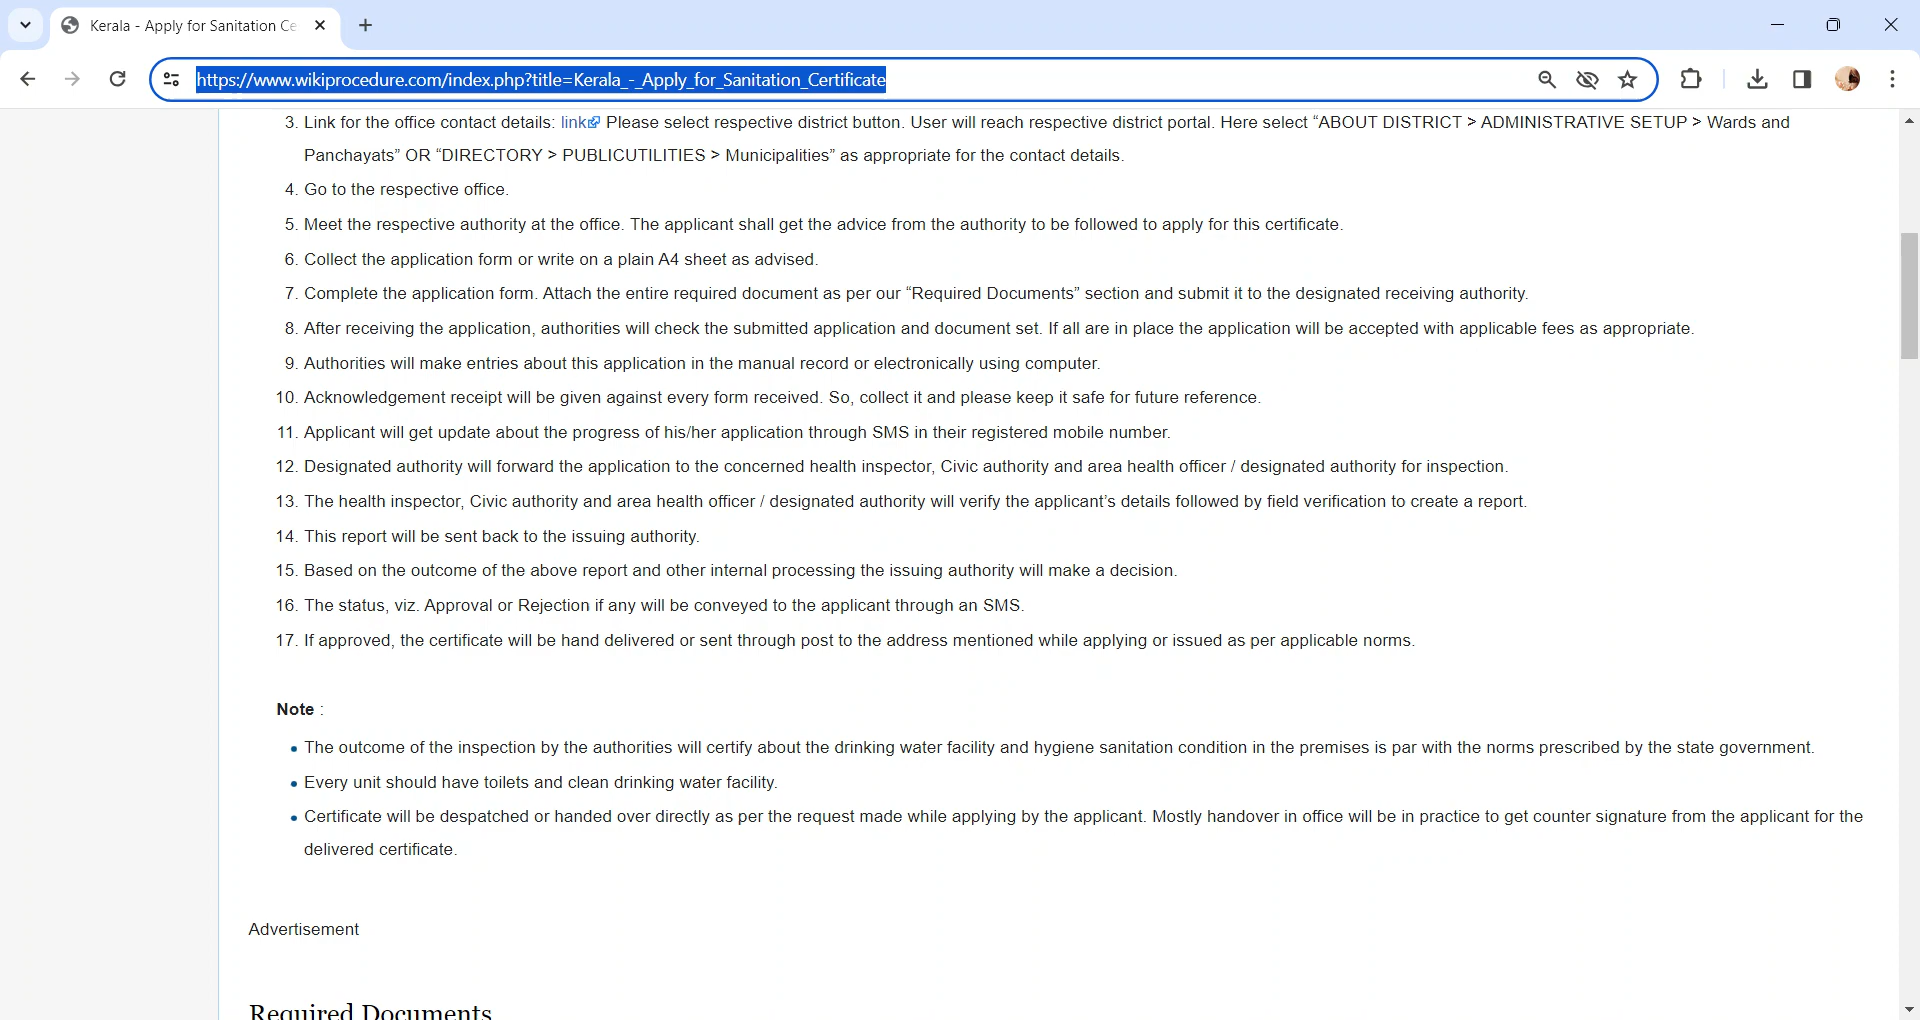 Kerala - Apply for Sanitation Ce
https://www.wikiprocedure.com/index.php?title=Kerala_-_Apply_for_Sanitation_Certificate
3. Link for the office contact details: link Please select respective district button. User will reach respective district portal. Here select “ABOUT DISTRICT > ADMINISTRATIVE SETUP > Wards and
Panchayats” OR “DIRECTORY > PUBLICUTILITIES > Municipalities” as appropriate for the contact details.
4. Go to the respective office.
5. Meet the respective authority at the office. The applicant shall get the advice from the authority to be followed to apply for this certificate.
6. Collect the application form or write on a plain A4 sheet as advised.
7. Complete the application form. Attach the entire required document as per our “Required Documents” section and submit it to the designated receiving authority.
8. After receiving the application, authorities will check the submitted application and document set. If all are in place the application will be accepted with applicable fees as appropriate.
9. Authorities will make entries about this application in the manual record or electronically using computer.
10. Acknowledgement receipt will be given against every form received. So, collect it and please keep it safe for future reference.
11. Applicant will get update about the progress of his/her application through SMS in their registered mobile number.
12. Designated authority will forward the application to the concerned health inspector, Civic authority and area health officer / designated authority for inspection.
13. The health inspector, Civic authority and area health officer / designated authority will verify the applicant’s details followed by field verification to create a report.
14. This report will be sent back to the issuing authority.
15. Based on the outcome of the above report and other internal processing the issuing authority will make a decision.
16. The status, viz. Approval or Rejection if any will be conveyed to the applicant through an SMS.
17. If approved, the certificate will be hand delivered or sent through post to the address mentioned while applying or issued as per applicable norms.
Note :
• The outcome of the inspection by the authorities will certify about the drinking water facility and hygiene sanitation condition in the premises is par with the norms prescribed by the state government.
• Every unit should have toilets and clean drinking water facility.
• Certificate will be despatched or handed over directly as per the request made while applying by the applicant. Mostly handover in office will be in practice to get counter signature from the applicant for the
delivered certificate.
Advertisement
Required Documents